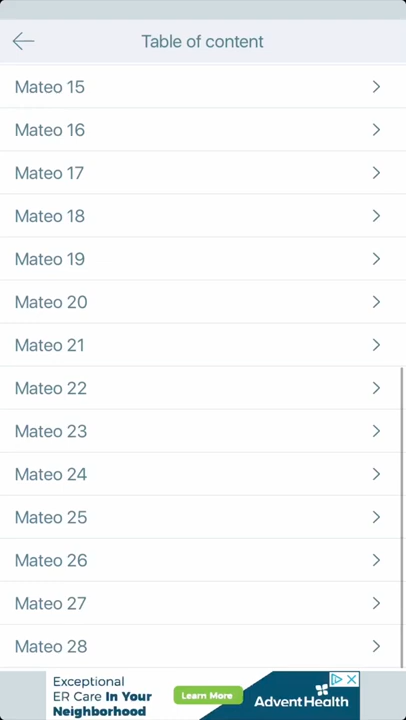 Table of content
Mateo 15
Mateo 16
Mateo 17
Mateo 18
Mateo 19
Mateo 20
Mateo 21
Mateo 22
Mateo 23
Mateo 24
Mateo 25
Mateo 26
Mateo 27
Mateo 28
Exceptional
ER Care In Your
Neighborhood
Learn More
AdventHealth